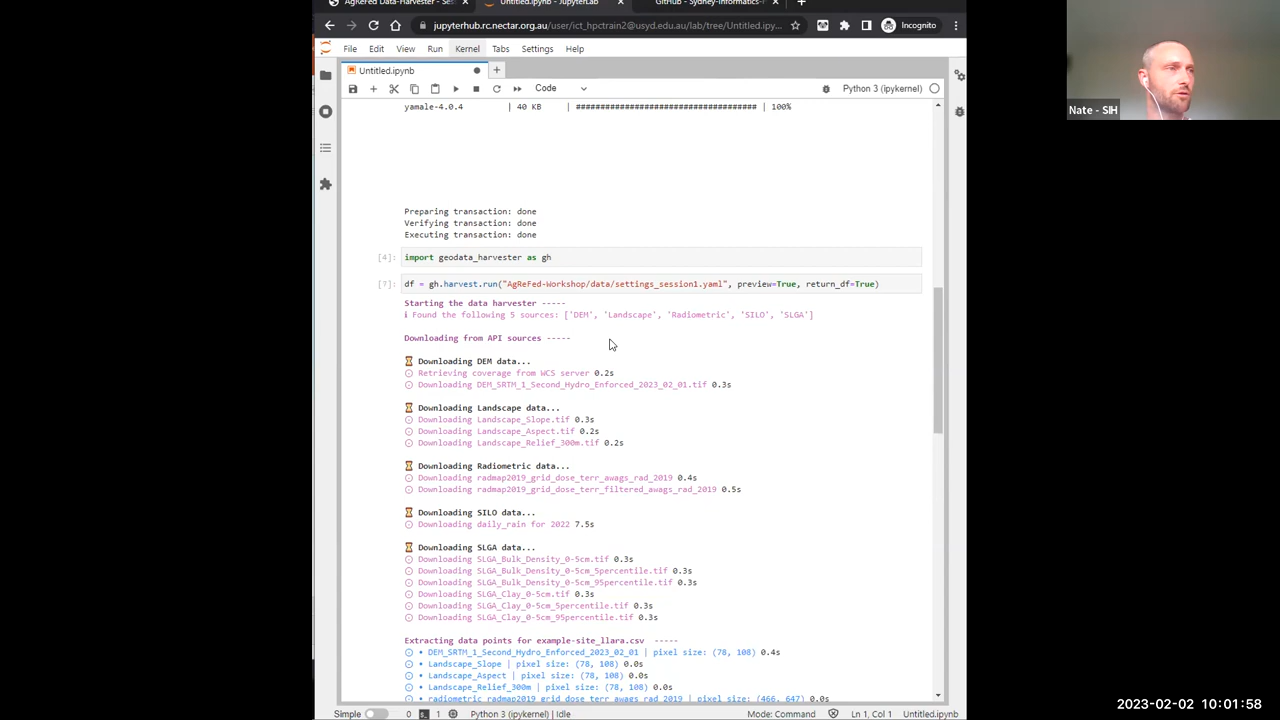 AgReFed Data-Harvester - Se
Untitled.ipynb - JupyterLab
GitHub - Sydney-Informatics-
jupyterhub.rc.nectar.org.au/user/ict_hpctrain2@usyd.edu.au/lab/tree/Untitled.ipynb
Incognito
File Edit View Run Kernel Tabs Settings Help
Untitled.ipynb
Code
Python 3 (ipykernel)
yamale-4.0.4 | 40 KB | ##################################### | 100%
Preparing transaction: done
Verifying transaction: done
Executing transaction: done
[4]: import geodata_harvester as gh
[7]: df = gh.harvest.run("AgReFed-Workshop/data/settings_session1.yaml", preview=True, return_df=True)
Starting the data harvester -----
ℹ Found the following 5 sources: ['DEM', 'Landscape', 'Radiometric', 'SILO', 'SLGA']
Downloading from API sources -----
⌛ Downloading DEM data...
⊙ Retrieving coverage from WCS server 0.2s
⊙ Downloading DEM_SRTM_1_Second_Hydro_Enforced_2023_02_01.tif 0.3s
⌛ Downloading Landscape data...
⊙ Downloading Landscape_Slope.tif 0.3s
⊙ Downloading Landscape_Aspect.tif 0.2s
⊙ Downloading Landscape_Relief_300m.tif 0.2s
⌛ Downloading Radiometric data...
⊙ Downloading radmap2019_grid_dose_terr_awags_rad_2019 0.4s
⊙ Downloading radmap2019_grid_dose_terr_filtered_awags_rad_2019 0.5s
⌛ Downloading SILO data...
⊙ Downloading daily_rain for 2022 7.5s
⌛ Downloading SLGA data...
⊙ Downloading SLGA_Bulk_Density_0-5cm.tif 0.3s
⊙ Downloading SLGA_Bulk_Density_0-5cm_5percentile.tif 0.3s
⊙ Downloading SLGA_Bulk_Density_0-5cm_95percentile.tif 0.3s
⊙ Downloading SLGA_Clay_0-5cm.tif 0.3s
⊙ Downloading SLGA_Clay_0-5cm_5percentile.tif 0.3s
⊙ Downloading SLGA_Clay_0-5cm_95percentile.tif 0.3s
Extracting data points for example-site_llara.csv -----
⊙ • DEM_SRTM_1_Second_Hydro_Enforced_2023_02_01 | pixel size: (78, 108) 0.4s
⊙ • Landscape_Slope | pixel size: (78, 108) 0.0s
⊙ • Landscape_Aspect | pixel size: (78, 108) 0.0s
⊙ • Landscape_Relief_300m | pixel size: (78, 108) 0.0s
⊙ • radiometric_radmap2019_grid_dose_terr_awags_rad_2019 | pixel size: (466, 647) 0.0s
Simple 0 1 Python 3 (ipykernel) | Idle Mode: Command Ln 1, Col 1 Untitled.ipynb
Nate - SIH
2023-02-02 10:01:58